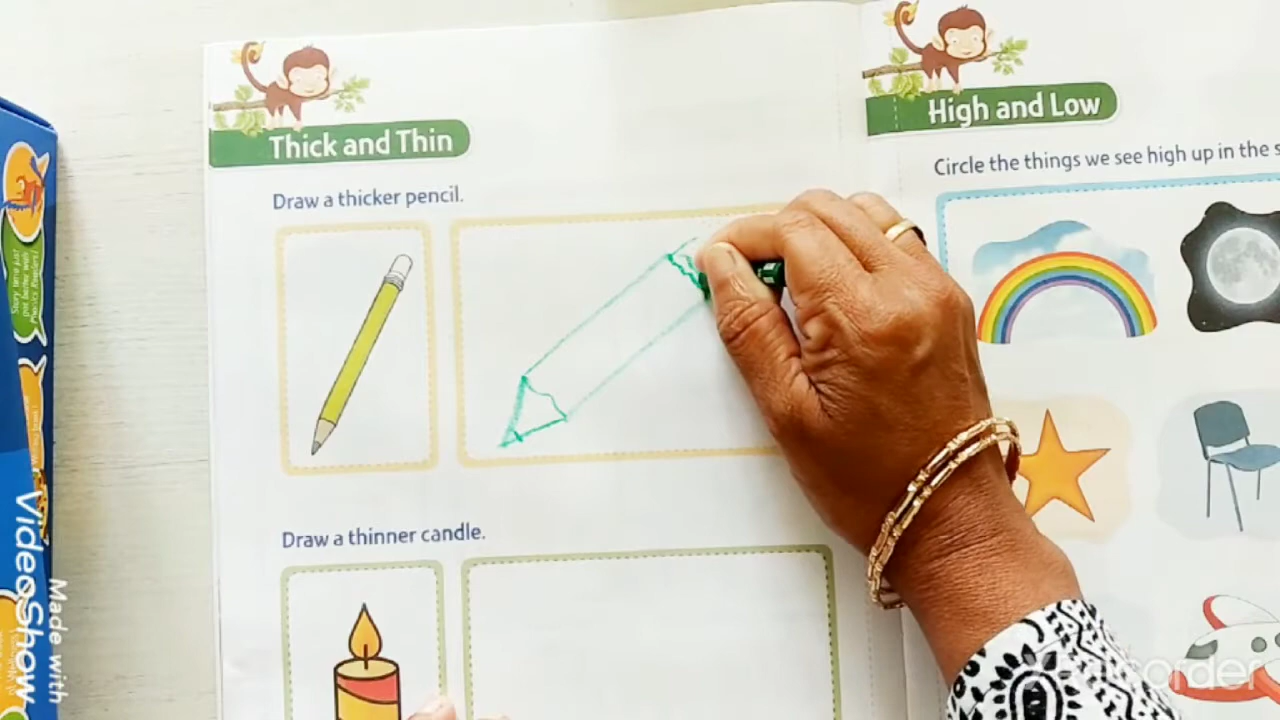 Thick and Thin
Draw a thicker pencil.
Draw a thinner candle.
High and Low
Circle the things we see high up in the
Made with
VideoShow